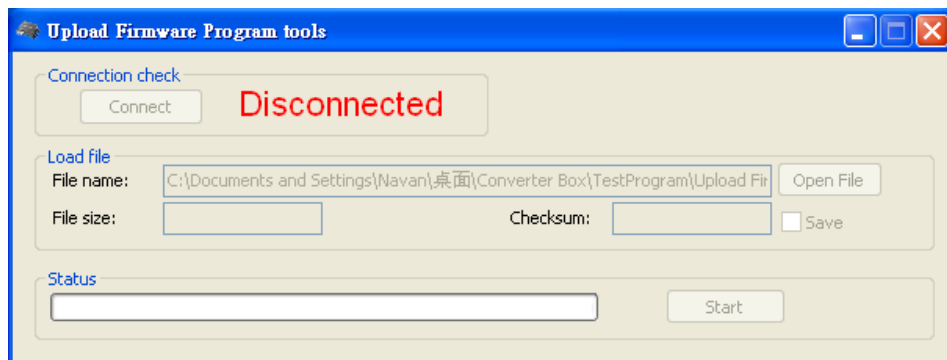 Upload Firmware Program tools
Connection check
Connect Disconnected
Load file
File name: C:\Documents and Settings\Navan\桌面\Converter Box\TestProgram\Upload Fir Open File
File size: Checksum: Save
Status
Start